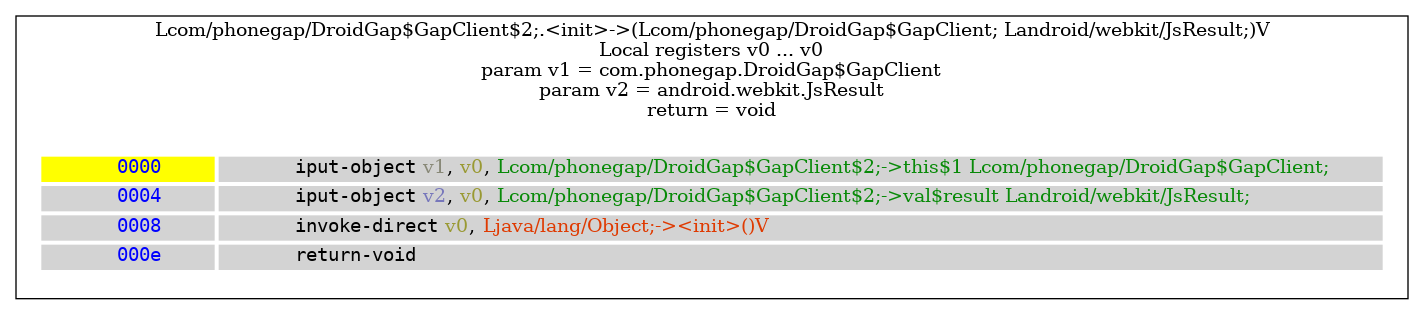 Lcom/phonegap/DroidGap$GapClient$2;.<init>->(Lcom/phonegap/DroidGap$GapClient; Landroid/webkit/JsResult;)V
Local registers v0 ... v0
param v1 = com.phonegap.DroidGap$GapClient
param v2 = android.webkit.JsResult
return = void
0000 iput-object v1, v0, Lcom/phonegap/DroidGap$GapClient$2;->this$1 Lcom/phonegap/DroidGap$GapClient;
0004 iput-object v2, v0, Lcom/phonegap/DroidGap$GapClient$2;->val$result Landroid/webkit/JsResult;
0008 invoke-direct v0, Ljava/lang/Object;-><init>()V
000e return-void